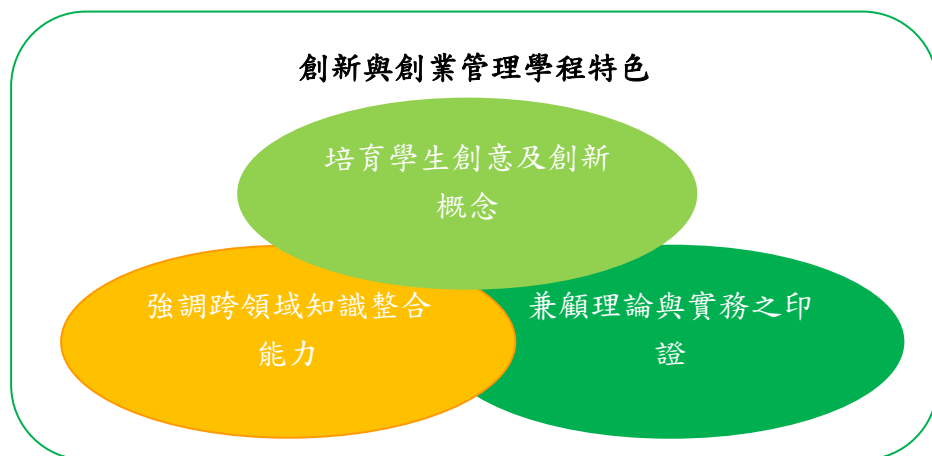 創新與創業管理學程特色
培育學生創意及創新
概念
強調跨領域知識整合
能力
兼顧理論與實務之印
證